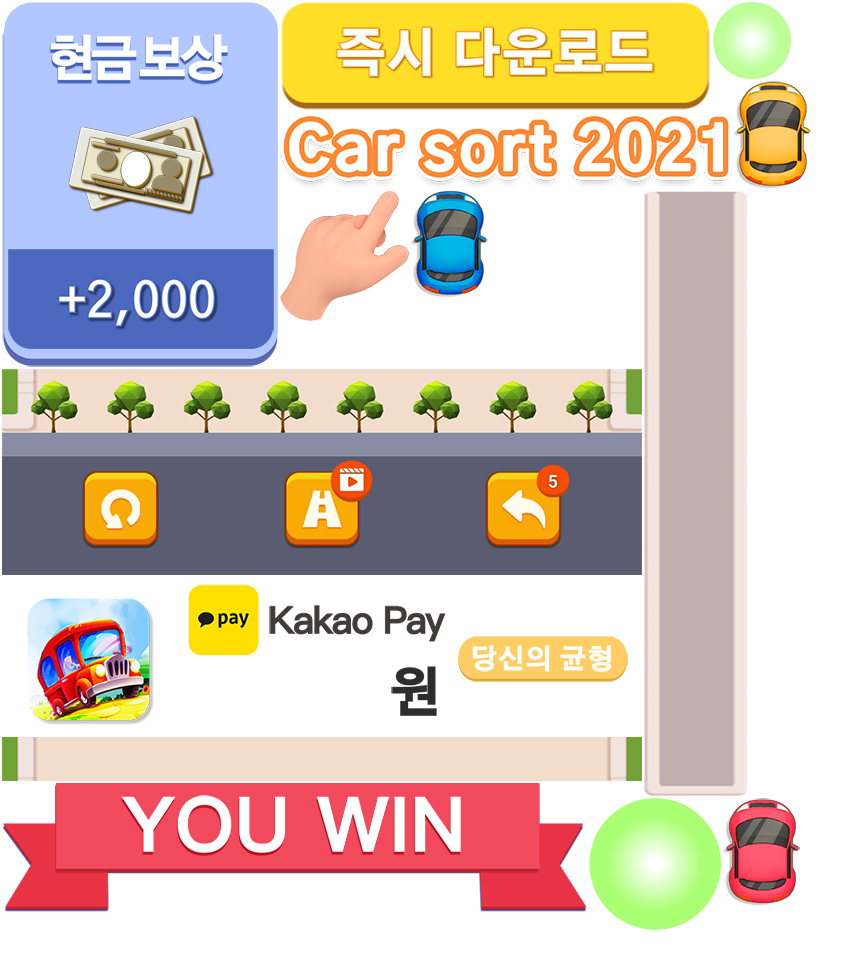 현금 보상
+2,000
즉시 다운로드
Car sort 2021
5
pay
Kakao Pay
원
당신의 균형
YOU WIN